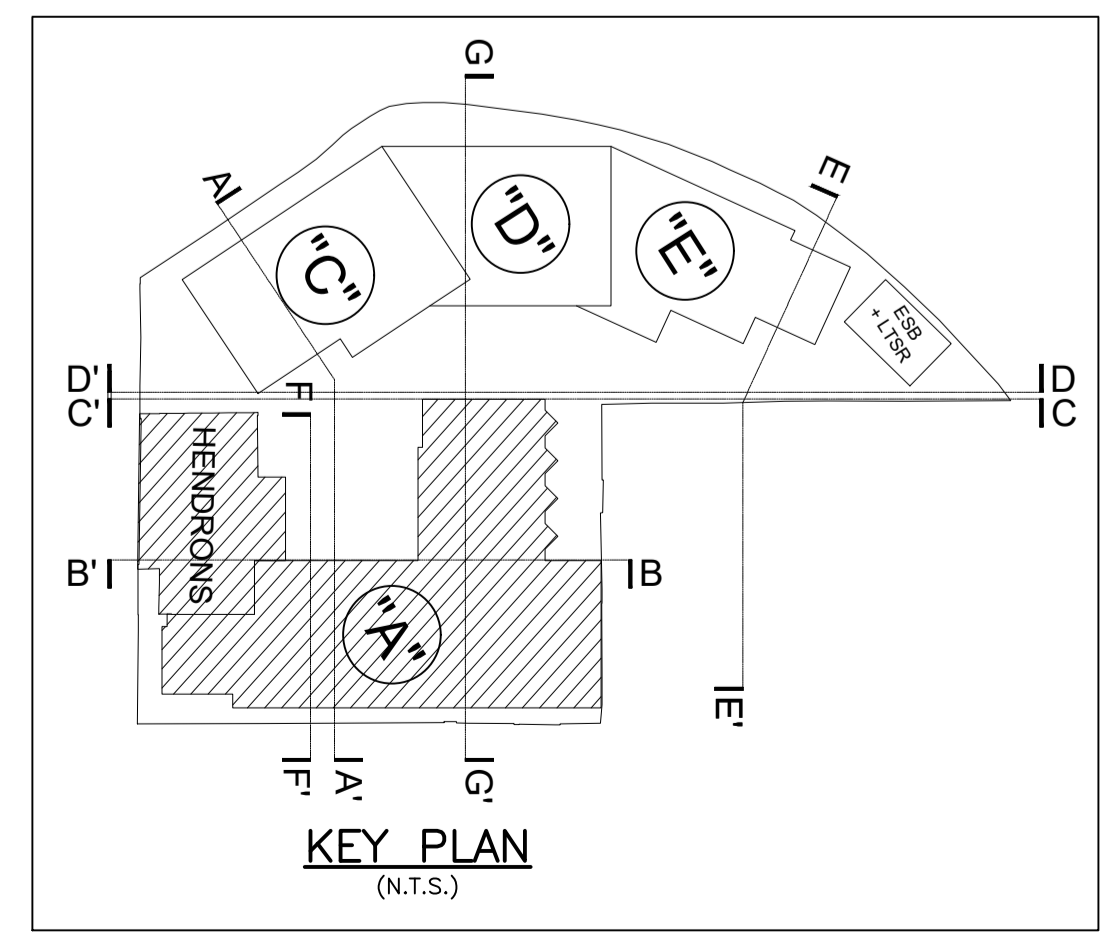 G
A
E
"D"
"E"
"C"
ESB
+ LTSR
D'
D
F
C'
C
HENDRONS
B'
B
"A"
E'
F'
A'
G'
KEY PLAN
(N.T.S.)